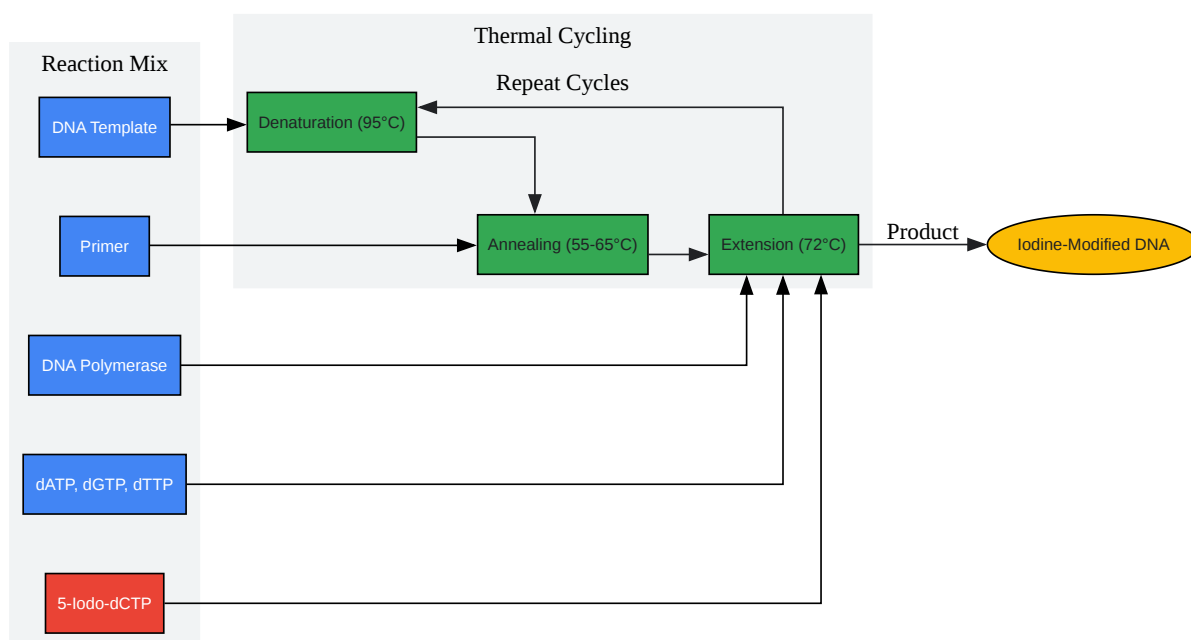 Thermal Cycling
Reaction Mix
Repeat Cycles
DNA Template
Denaturation (95°C)
Primer
Annealing (55-65°C)
Extension (72°C)
Product
Iodine-Modified DNA
DNA Polymerase
dATP, dGTP, dTTP
5-Iodo-dCTP